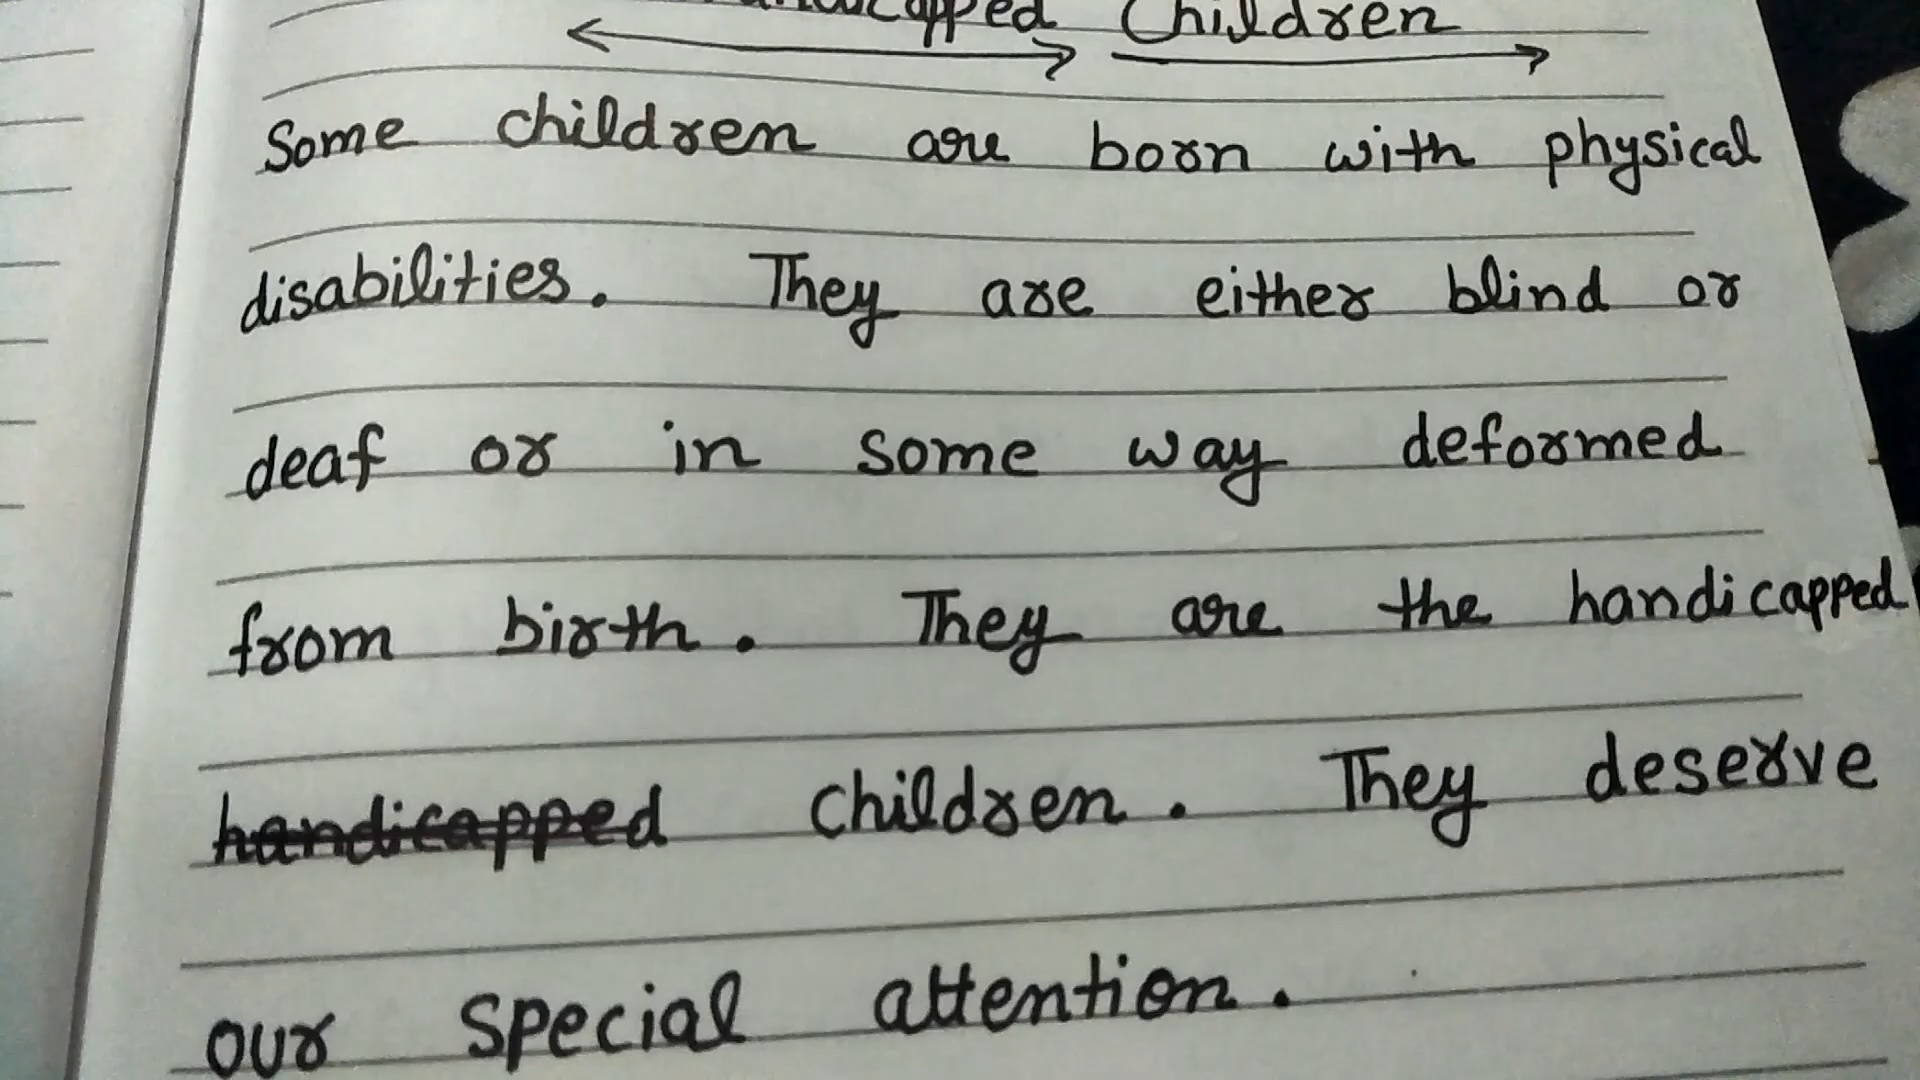 Handicapped Children
Some children are born with physical
disabilities. They are either blind or
deaf or in some way deformed
from birth. They are the handicapped
handicapped children. They deserve
our special attention.